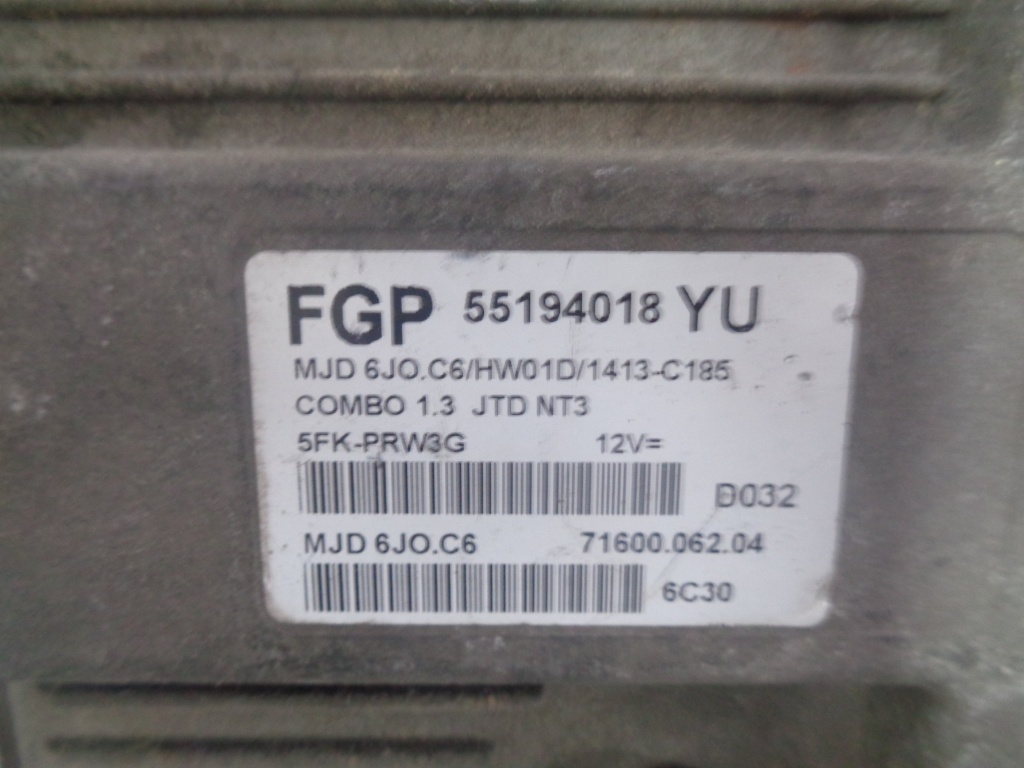 FGP 55194018 YU
MJD 6JO.C6/HW01D/1413-C185
COMBO 1.3 JTD NT3
5FK-PRW3G 12V=
D032
MJD 6JO.C6 71600.062.04
6C30